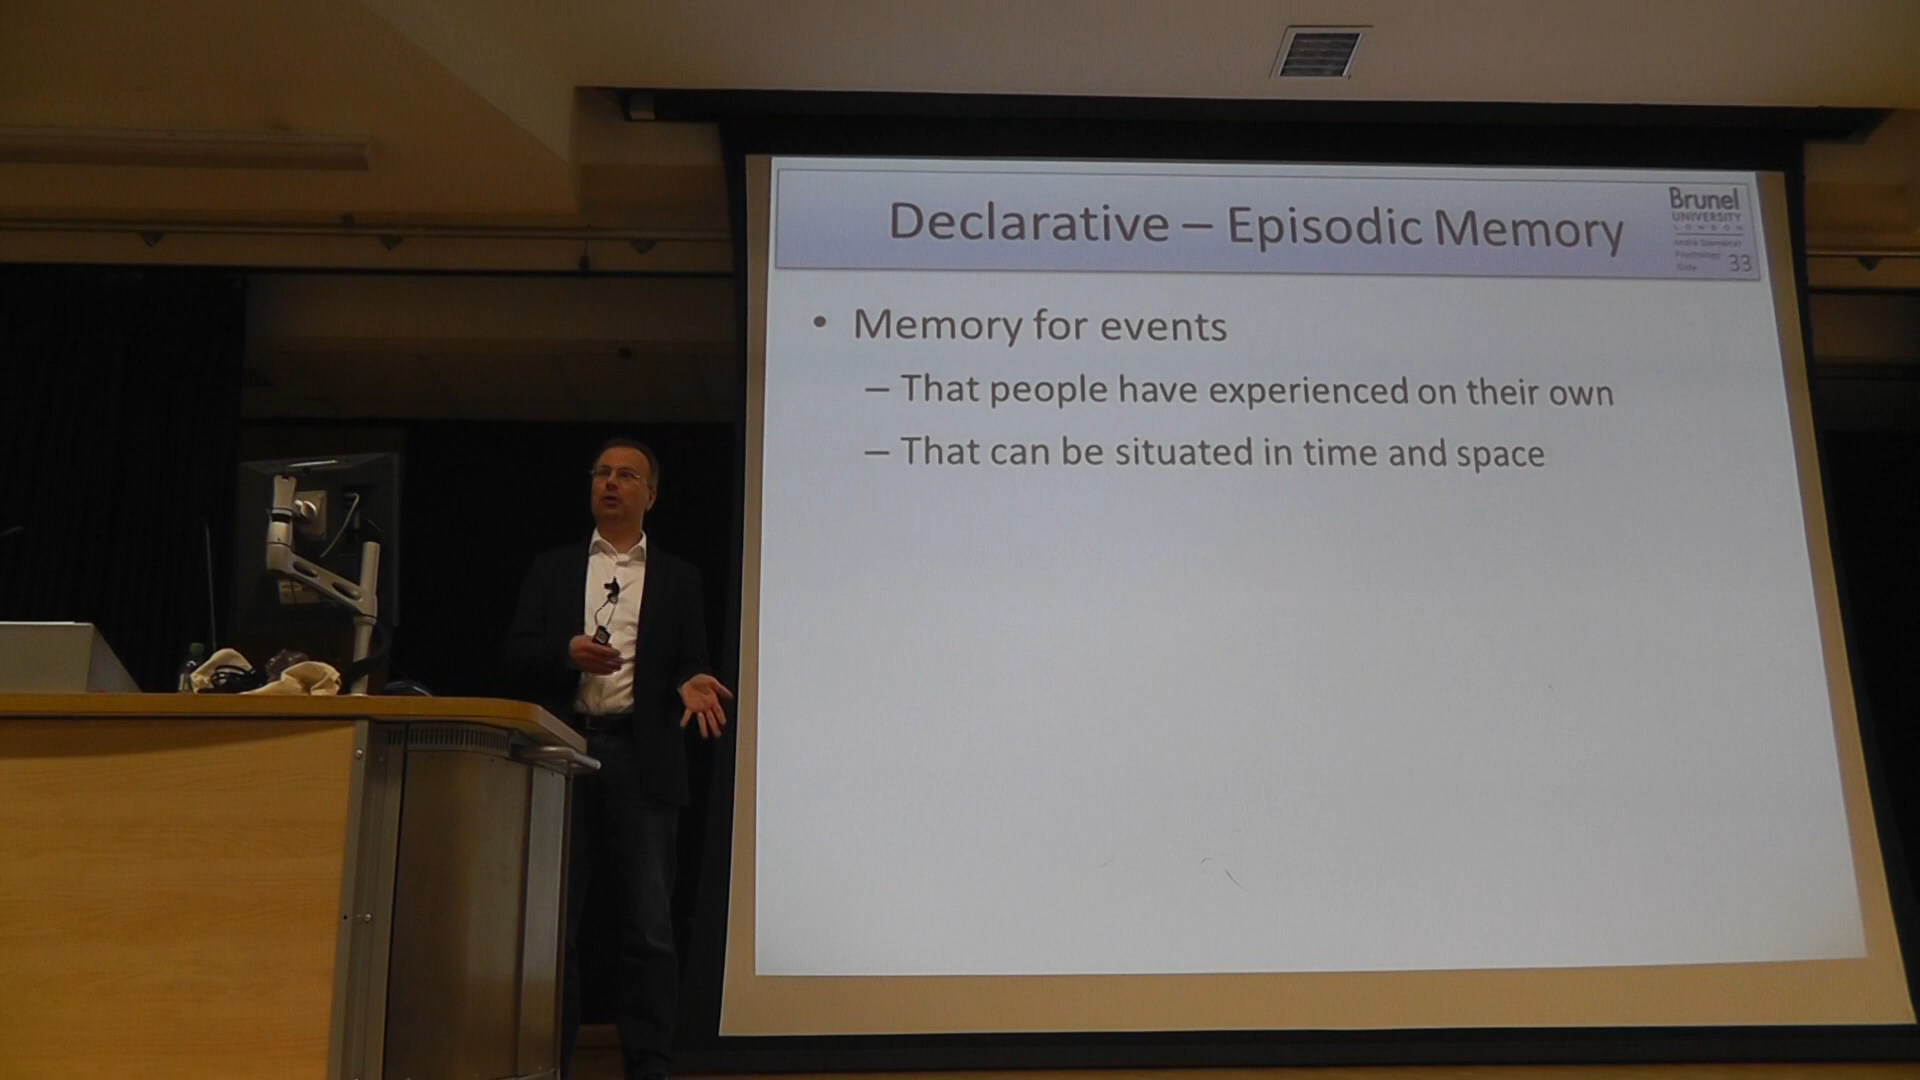 Declarative – Episodic Memory
Brunel
UNIVERSITY
LONDON
33
• Memory for events
– That people have experienced on their own
– That can be situated in time and space